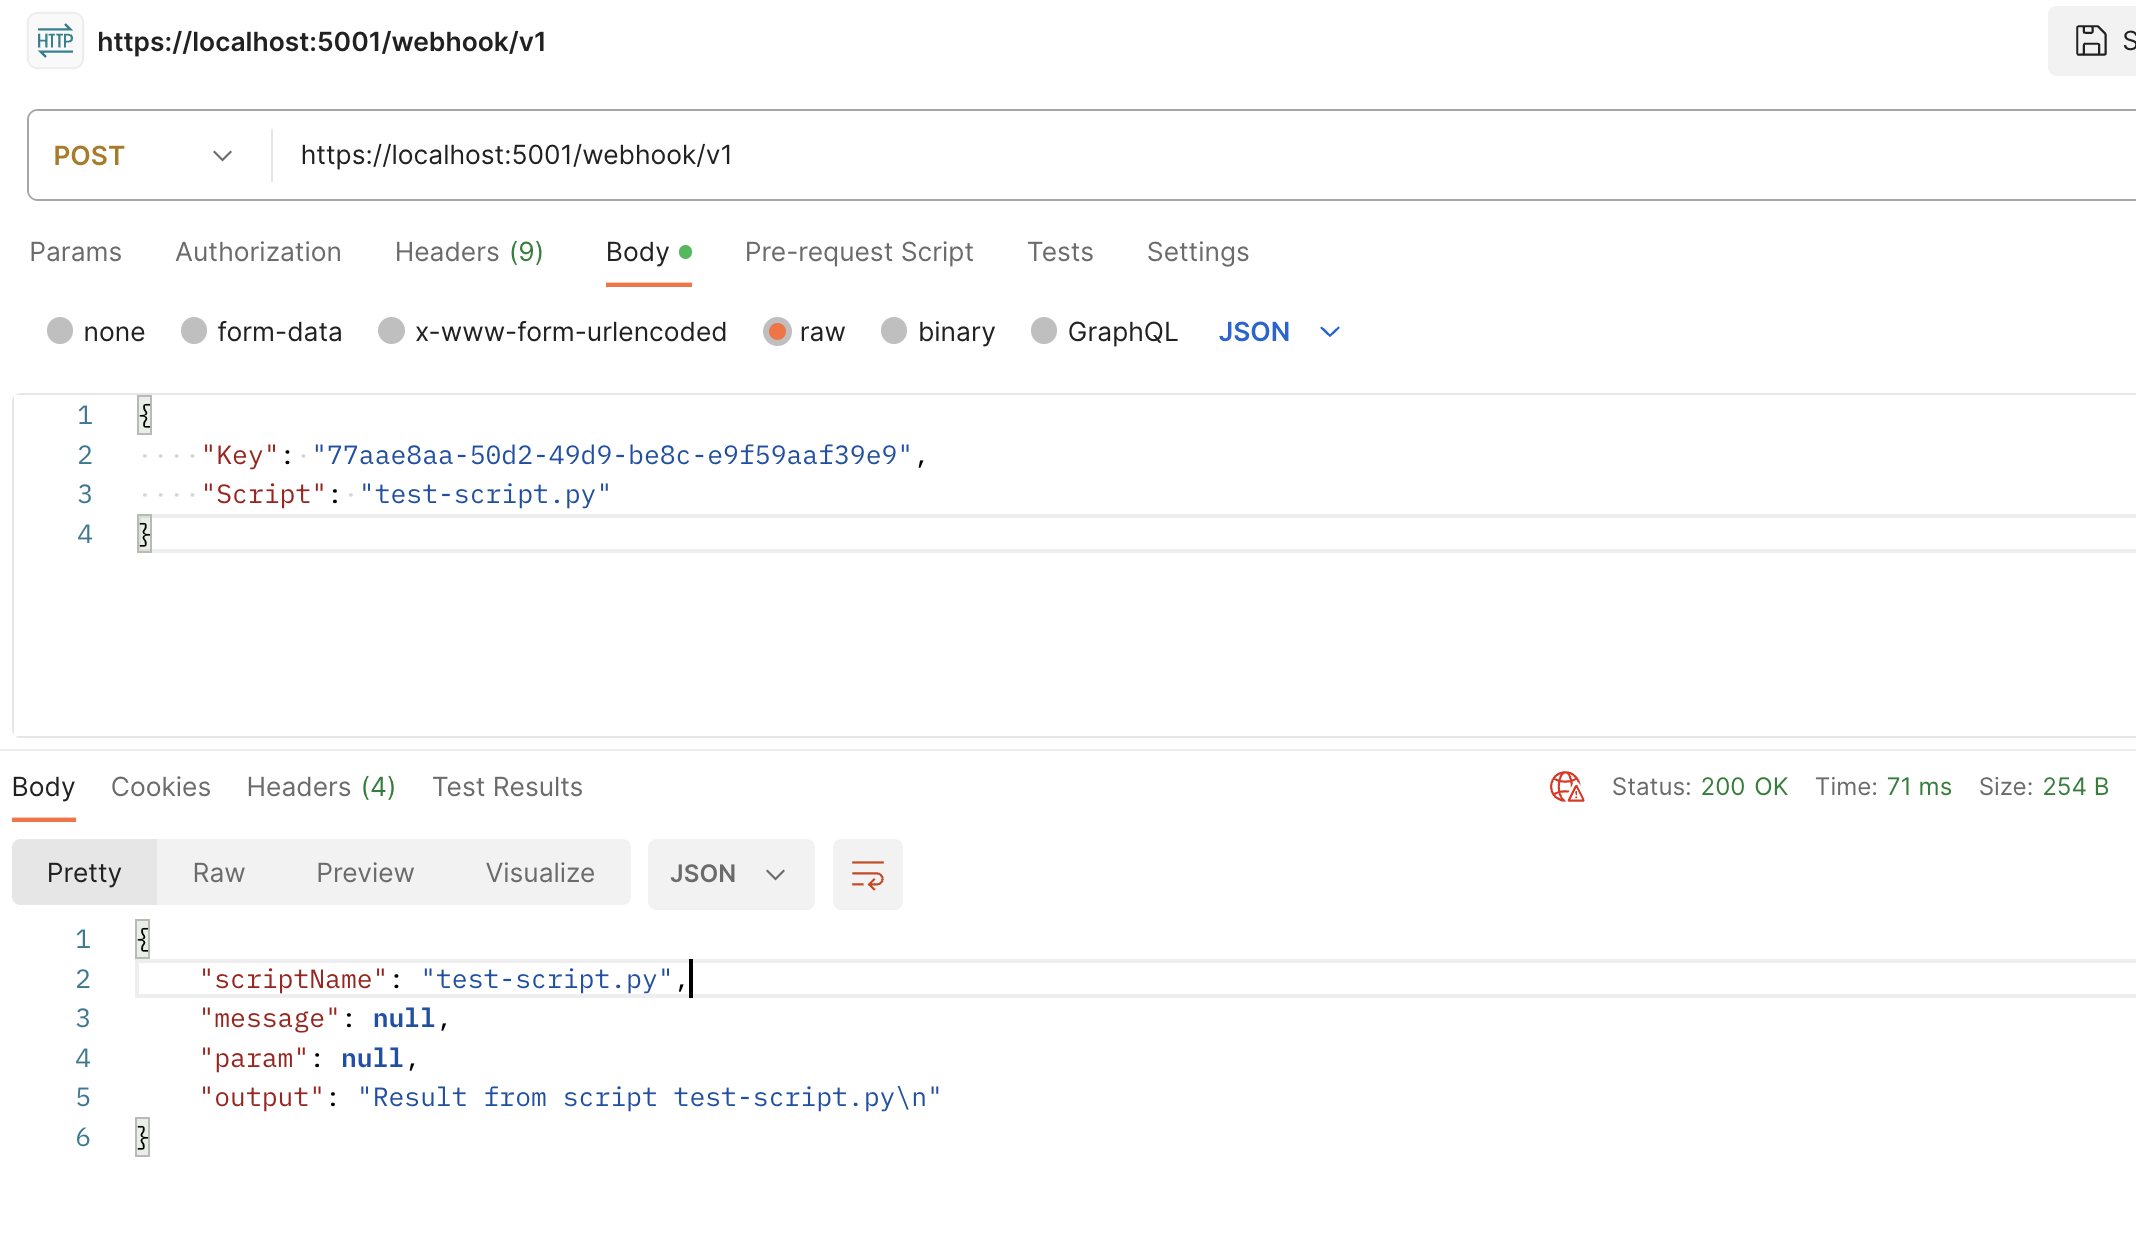 HTTP https://localhost:5001/webhook/v1
S
POST https://localhost:5001/webhook/v1
Params Authorization Headers (9) Body Pre-request Script Tests Settings
none form-data x-www-form-urlencoded raw binary GraphQL JSON
1 {
2 "Key": "77aae8aa-50d2-49d9-be8c-e9f59aaf39e9",
3 "Script": "test-script.py"
4 }
Body Cookies Headers (4) Test Results Status: 200 OK Time: 71 ms Size: 254 B
Pretty Raw Preview Visualize JSON
1 {
2 "scriptName": "test-script.py",
3 "message": null,
4 "param": null,
5 "output": "Result from script test-script.py\n"
6 }